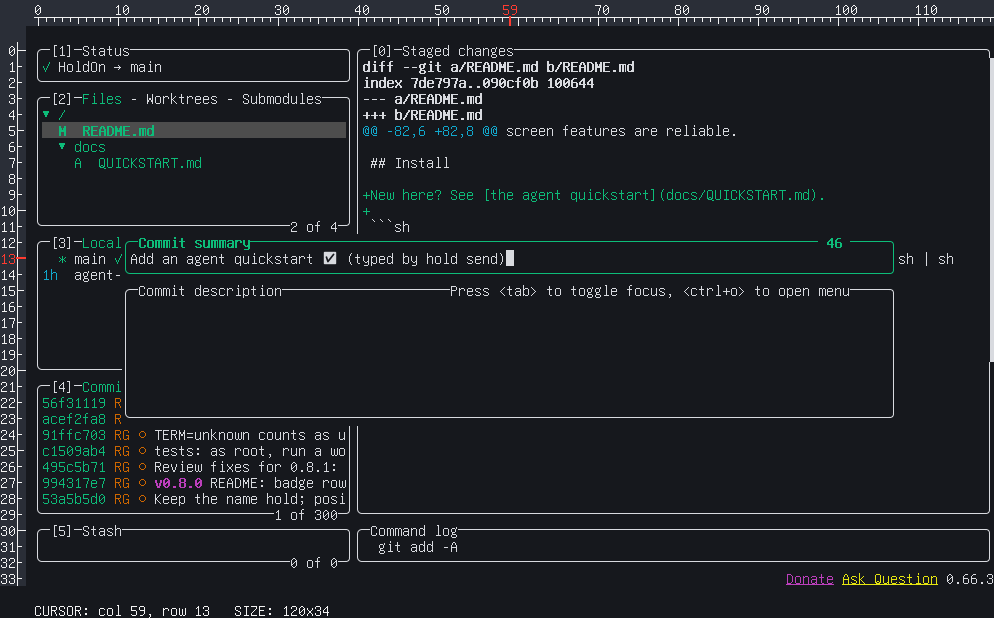 0 10 20 30 40 50 59 70 80 90 100 110
0 [1]─Status [0]─Staged changes
1 ✓ HoldOn → main diff --git a/README.md b/README.md
2 index 7de797a..090cf0b 100644
3 [2]─Files - Worktrees - Submodules --- a/README.md
4 ▼ / +++ b/README.md
5 M README.md @@ -82,6 +82,8 @@ screen features are reliable.
6 ▼ docs
7 A QUICKSTART.md ## Install
8
9 +New here? See [the agent quickstart](docs/QUICKSTART.md).
10 +
11 2 of 4 ```sh
12 [3]─Local Commit summary 46
13 * main ✓ Add an agent quickstart ☑ (typed by hold send) sh | sh
14 1h agent-
15 Commit description Press <tab> to toggle focus, <ctrl+o> to open menu
16
17
18
19
20
21 [4]─Commi
22 56f31119 R
23 acef2fa8 R
24 91ffc703 RG ○ TERM=unknown counts as u
25 c1509ab4 RG ○ tests: as root, run a wo
26 495c5b71 RG ○ Review fixes for 0.8.1:
27 994317e7 RG ○ v0.8.0 README: badge row
28 53a5b5d0 RG ○ Keep the name hold; posi
29 1 of 300
30 [5]─Stash Command log
31 git add -A
32 0 of 0
33 Donate Ask Question 0.66.3
CURSOR: col 59, row 13 SIZE: 120x34